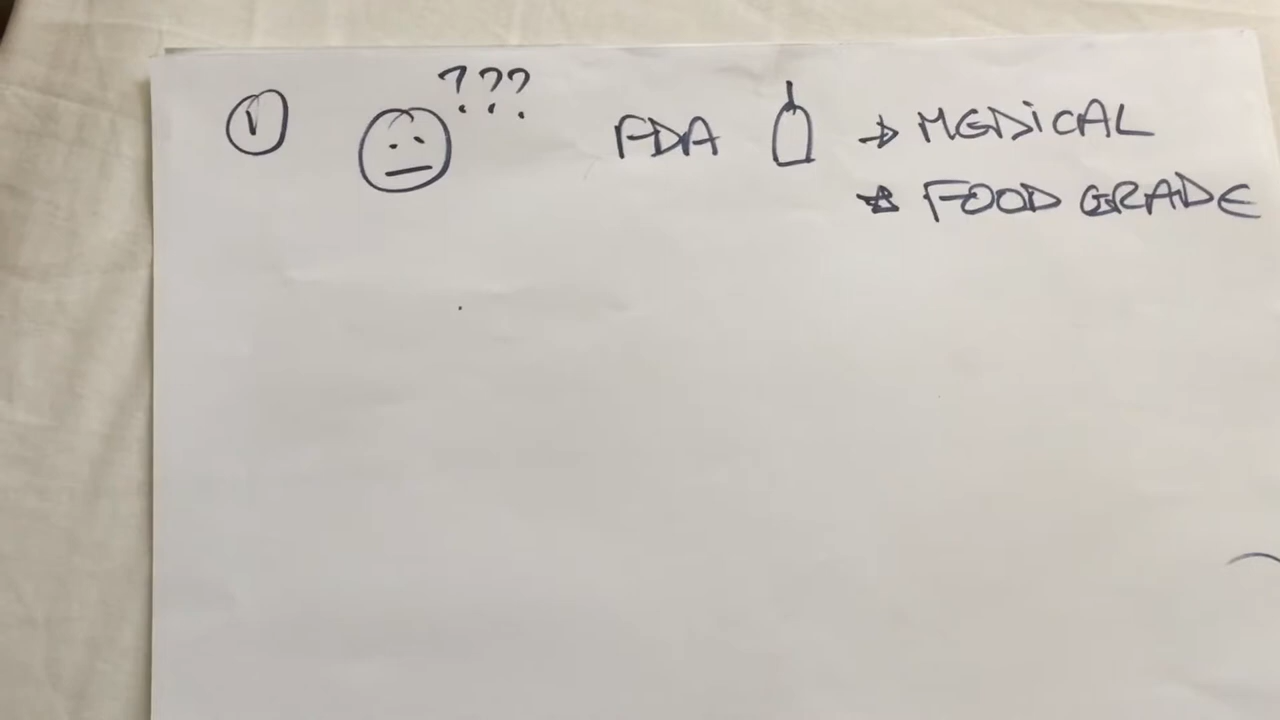 1 ??? FDA → MEDICAL
→ FOOD GRADE